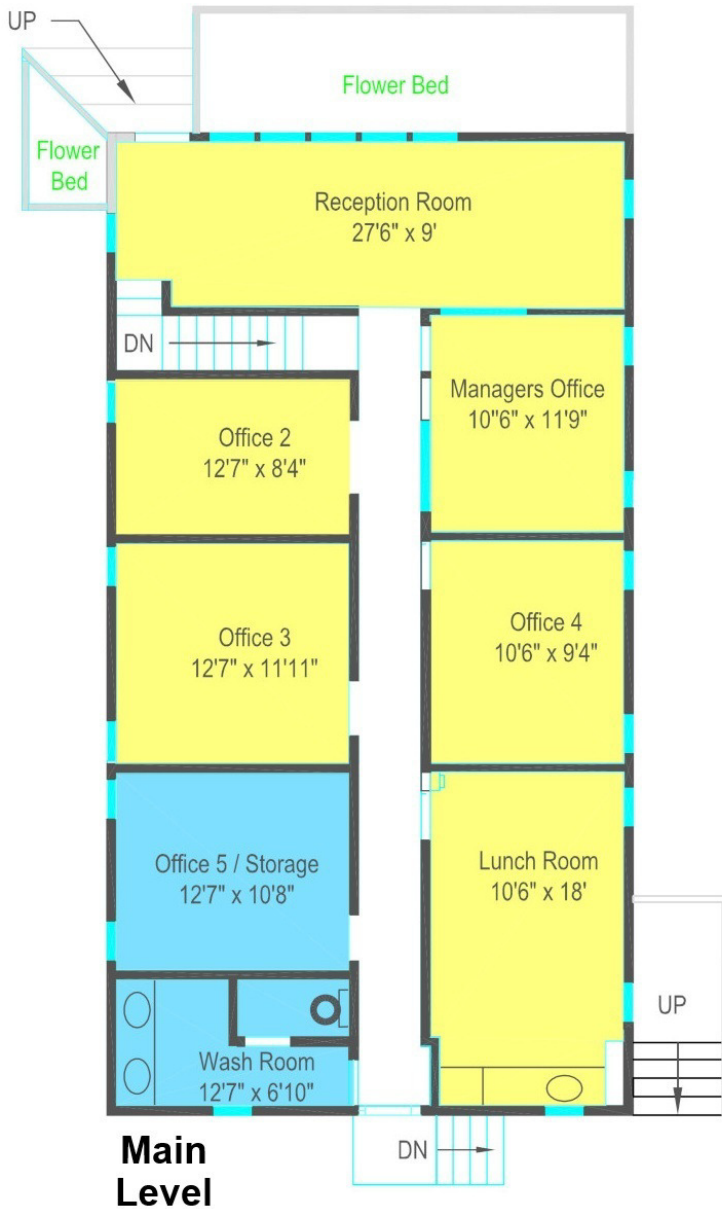 UP
Flower Bed
Flower
Bed
Reception Room
27'6" x 9'
DN
Managers Office
10"6" x 11'9"
Office 2
12'7" x 8'4"
Office 3
12'7" x 11'11"
Office 4
10'6" x 9'4"
Office 5 / Storage
12'7" x 10'8"
Lunch Room
10'6" x 18'
UP
Wash Room
12'7" x 6'10"
DN
Main
Level